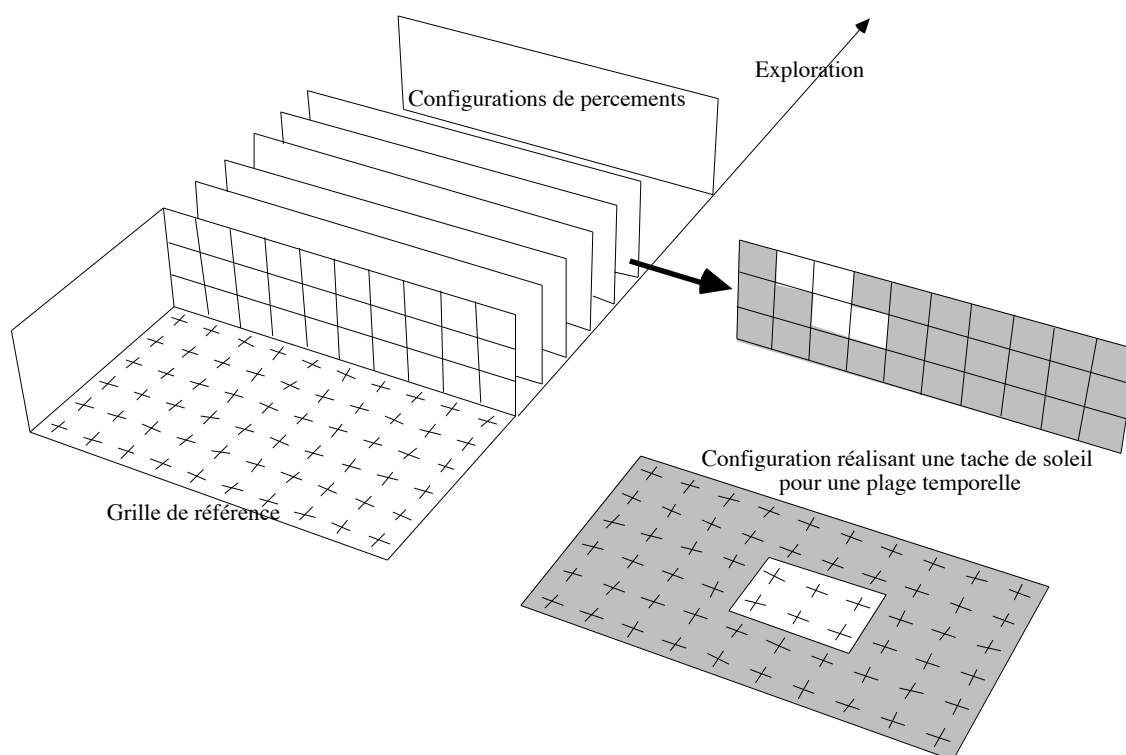 Exploration
Configurations de percements
Configuration réalisant une tache de soleil
pour une plage temporelle
Grille de référence